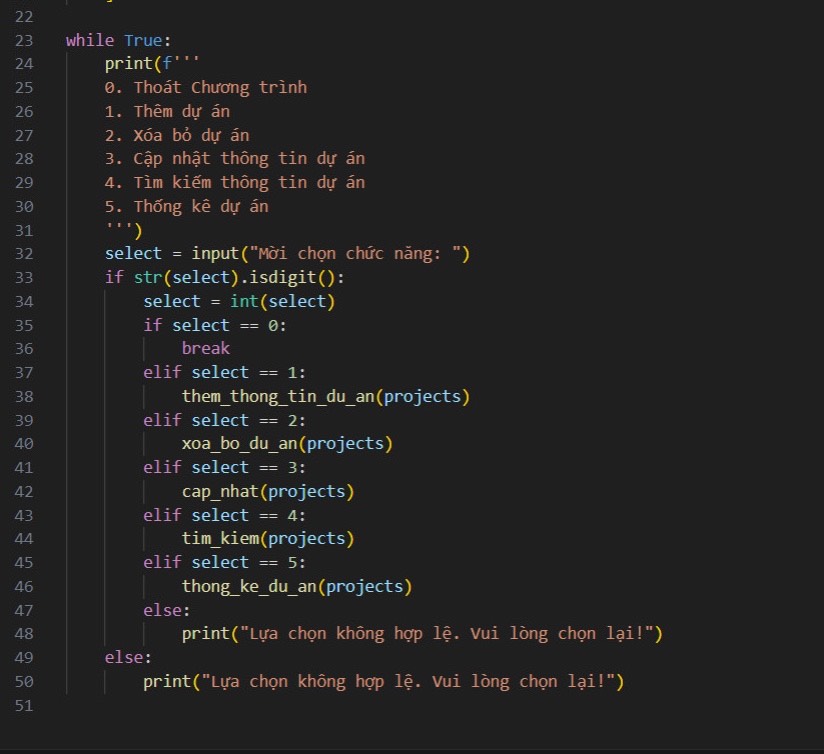 22
23 while True:
24     print(f'''
25     0. Thoát Chương trình
26     1. Thêm dự án
27     2. Xóa bỏ dự án
28     3. Cập nhật thông tin dự án
29     4. Tìm kiếm thông tin dự án
30     5. Thống kê dự án
31     ''')
32     select = input("Mời chọn chức năng: ")
33     if str(select).isdigit():
34         select = int(select)
35         if select == 0:
36             break
37         elif select == 1:
38             them_thong_tin_du_an(projects)
39         elif select == 2:
40             xoa_bo_du_an(projects)
41         elif select == 3:
42             cap_nhat(projects)
43         elif select == 4:
44             tim_kiem(projects)
45         elif select == 5:
46             thong_ke_du_an(projects)
47         else:
48             print("Lựa chọn không hợp lệ. Vui lòng chọn lại!")
49     else:
50         print("Lựa chọn không hợp lệ. Vui lòng chọn lại!")
51